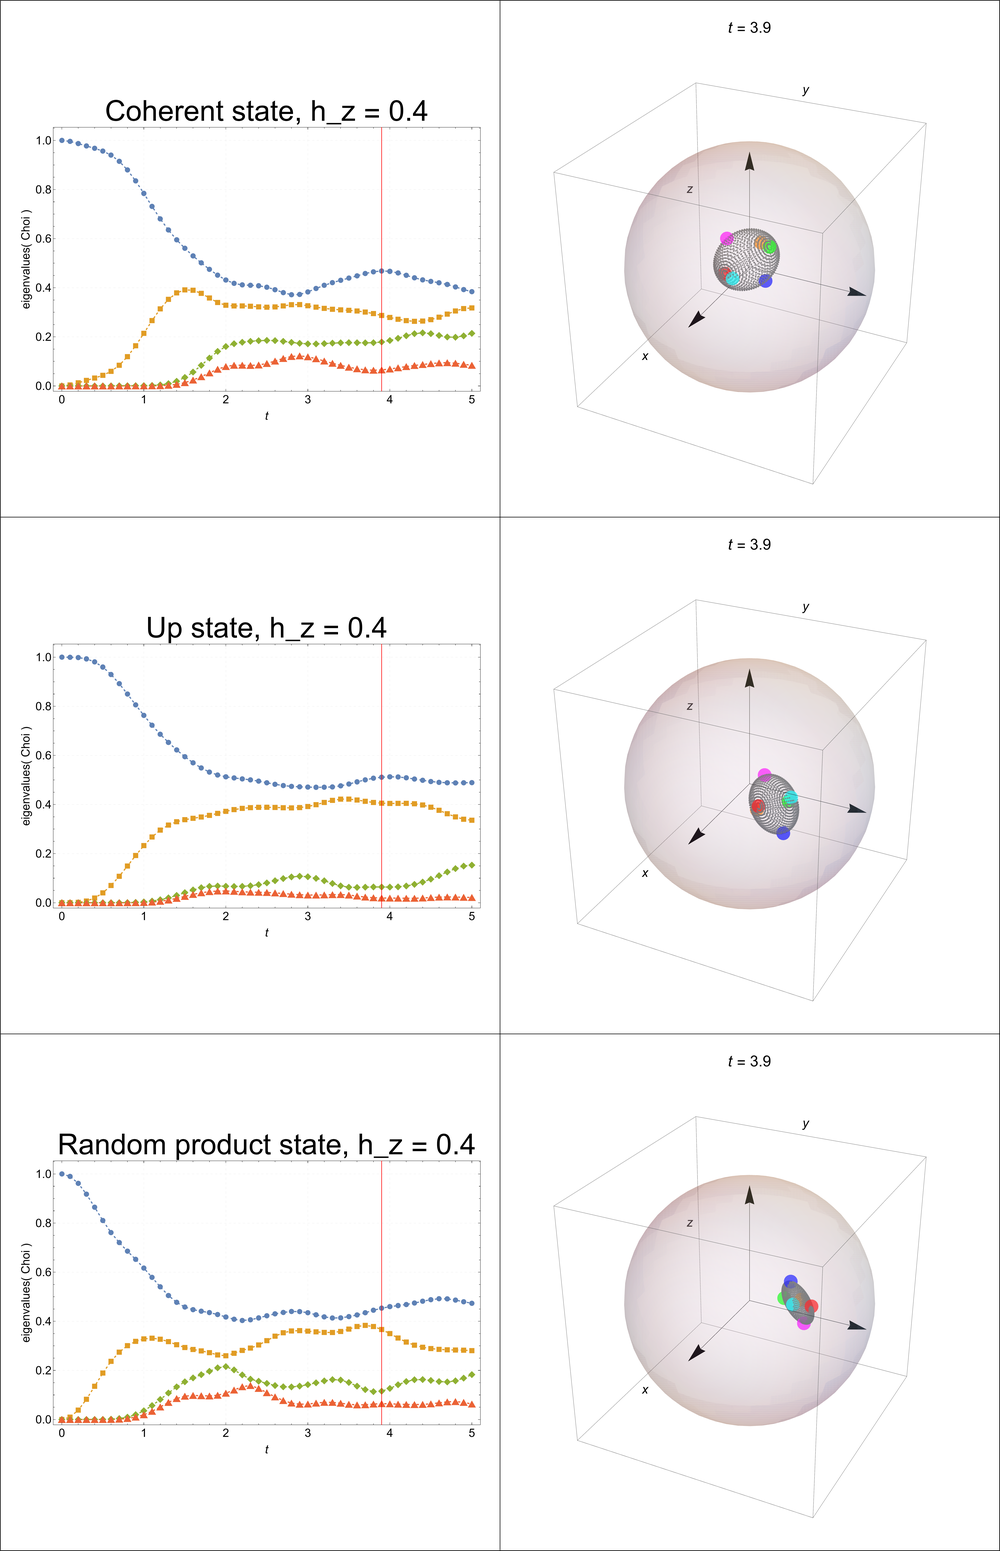 Coherent state, h_z = 0.4
eigenvalues( Choi )
1.0
0.8
0.6
0.4
0.2
0.0
0 1 2 3 4 5
t
t = 3.9
y
z
x
Up state, h_z = 0.4
eigenvalues( Choi )
1.0
0.8
0.6
0.4
0.2
0.0
0 1 2 3 4 5
t
t = 3.9
y
z
x
Random product state, h_z = 0.4
eigenvalues( Choi )
1.0
0.8
0.6
0.4
0.2
0.0
0 1 2 3 4 5
t
t = 3.9
y
z
x